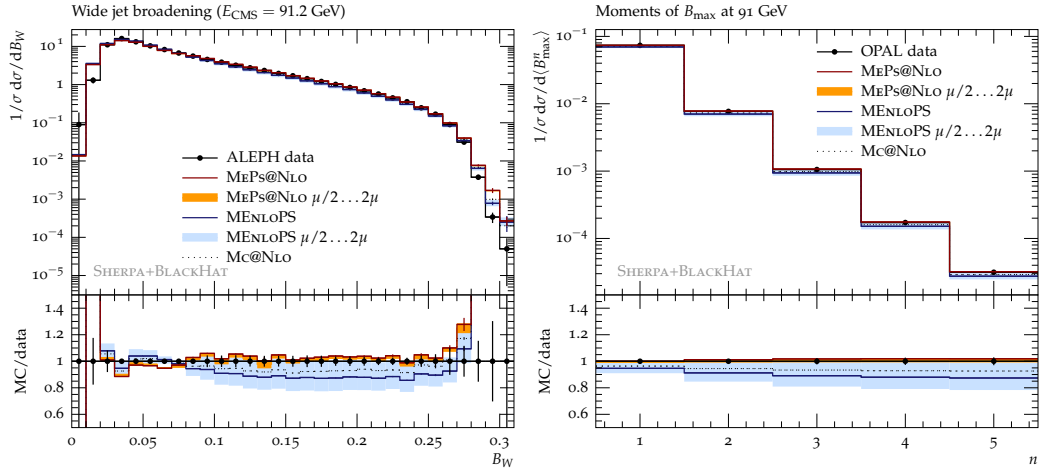 Wide jet broadening (E_CMS = 91.2 GeV)
1/σ dσ/dB_W
10^1
1
10^−1
10^−2
10^−3
10^−4
10^−5
ALEPH data
MEPS@NLO
MEPS@NLO μ/2 . . . 2μ
MENLOPS
MENLOPS μ/2 . . . 2μ
MC@NLO
SHERPA+BLACKHAT
MC/data
1.4
1.2
1
0.8
0.6
0 0.05 0.1 0.15 0.2 0.25 0.3
B_W
Moments of B_max at 91 GeV
1/σ dσ/d⟨B^n_max⟩
10^−1
10^−2
10^−3
10^−4
OPAL data
MEPS@NLO
MEPS@NLO μ/2 . . . 2μ
MENLOPS
MENLOPS μ/2 . . . 2μ
MC@NLO
SHERPA+BLACKHAT
MC/data
1.4
1.2
1
0.8
0.6
1 2 3 4 5
n